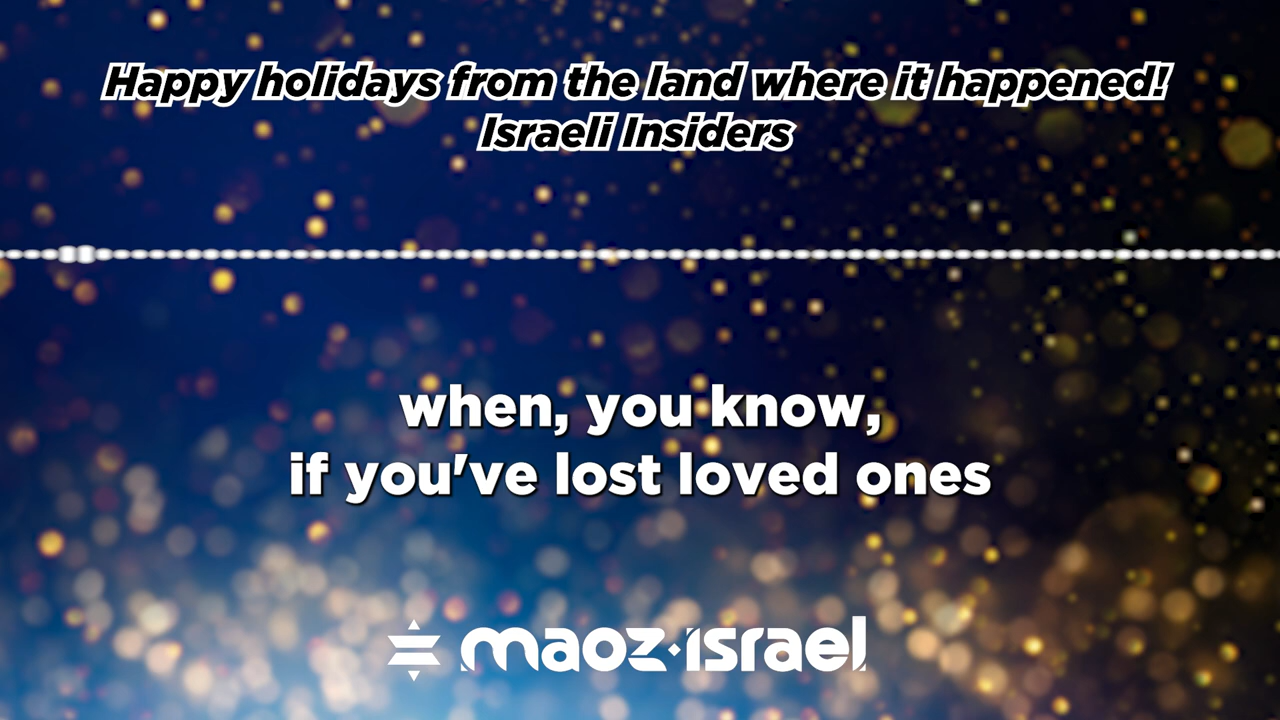 Happy holidays from the land where it happened!
Israeli Insiders
when, you know,
if you've lost loved ones
maoz·israel